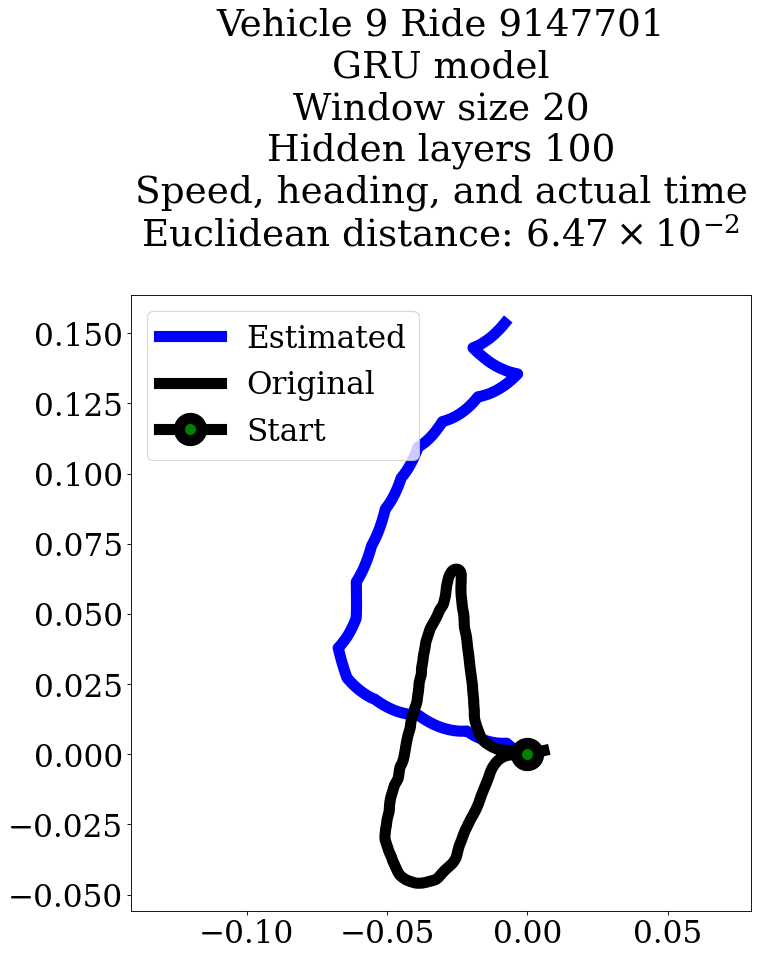 Vehicle 9 Ride 9147701
GRU model
Window size 20
Hidden layers 100
Speed, heading, and actual time
Euclidean distance: 6.47 × 10⁻²
Estimated
Original
Start
0.150
0.125
0.100
0.075
0.050
0.025
0.000
−0.025
−0.050
−0.10 −0.05 0.00 0.05